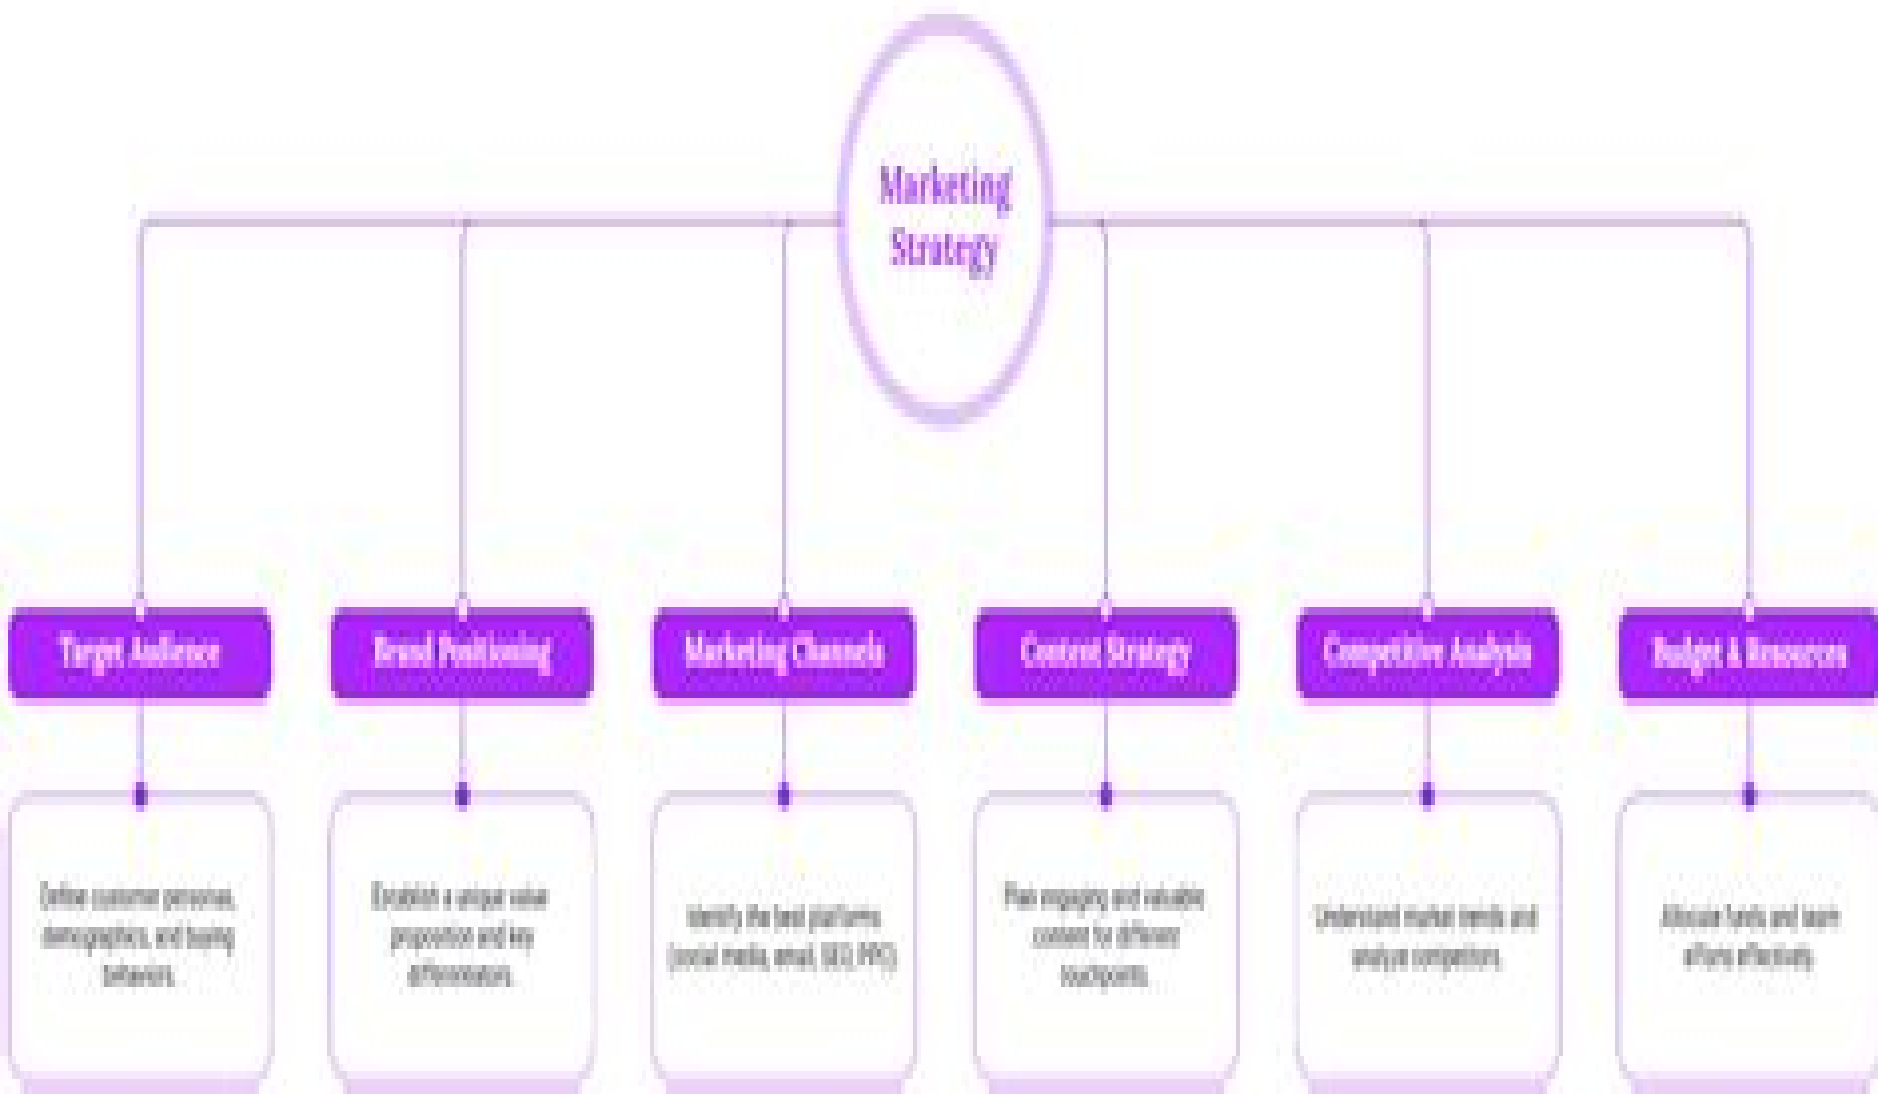 Marketing
Strategy
Target Audience
Brand Positioning
Marketing Channels
Content Strategy
Competitive Analysis
Budget & Resources
Define customer personas,
demographics, and buying
behaviors.
Establish a unique value
proposition and key
differentiators.
Identify the best platforms
(social media, email, SEO, PPC).
Plan engaging and valuable
content for different
touchpoints.
Understand market trends and
analyze competitors.
Allocate funds and team
efforts effectively.